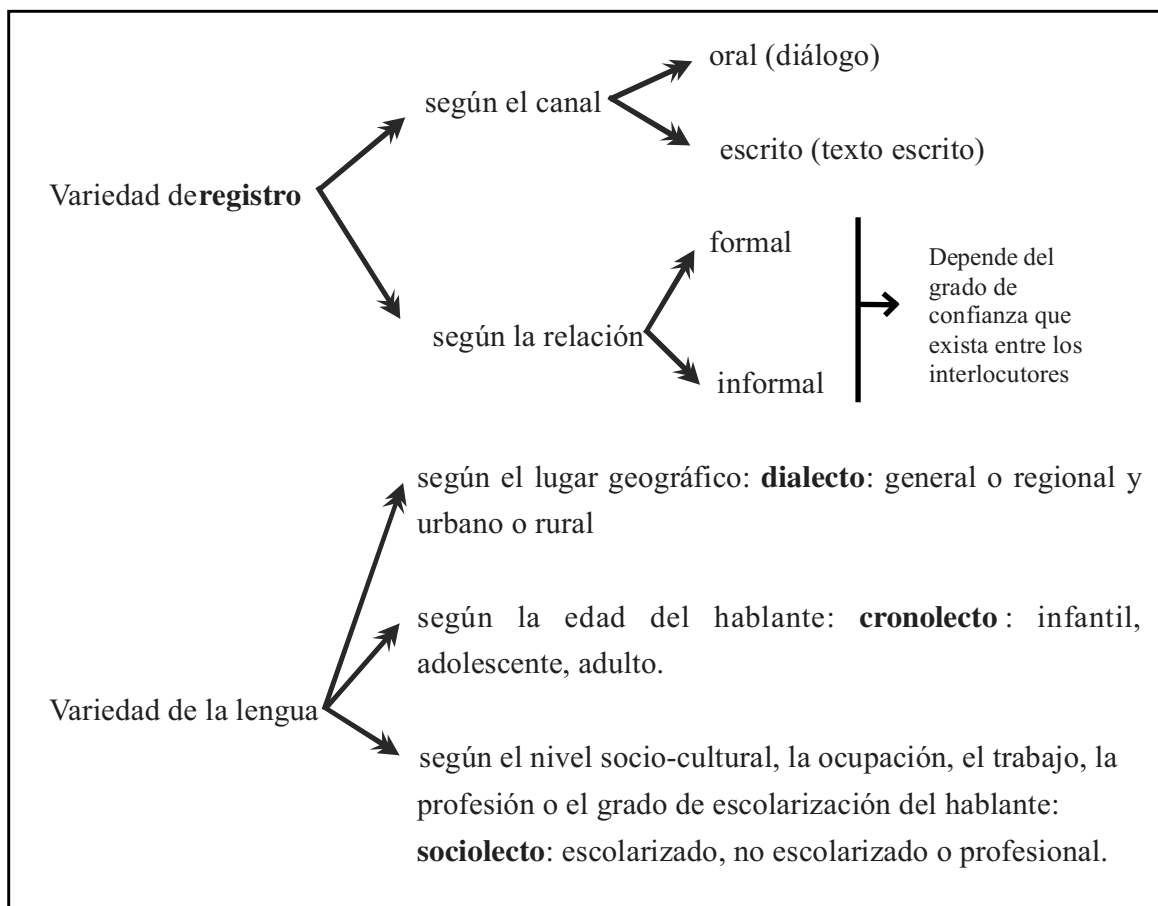 oral (diálogo)
según el canal
escrito (texto escrito)
Variedad de registro
formal
Depende del
grado de
confianza que
exista entre los
interlocutores
según la relación
informal
según el lugar geográfico: dialecto: general o regional y
urbano o rural
según la edad del hablante: cronolecto : infantil,
adolescente, adulto.
Variedad de la lengua
según el nivel socio-cultural, la ocupación, el trabajo, la
profesión o el grado de escolarización del hablante:
sociolecto: escolarizado, no escolarizado o profesional.